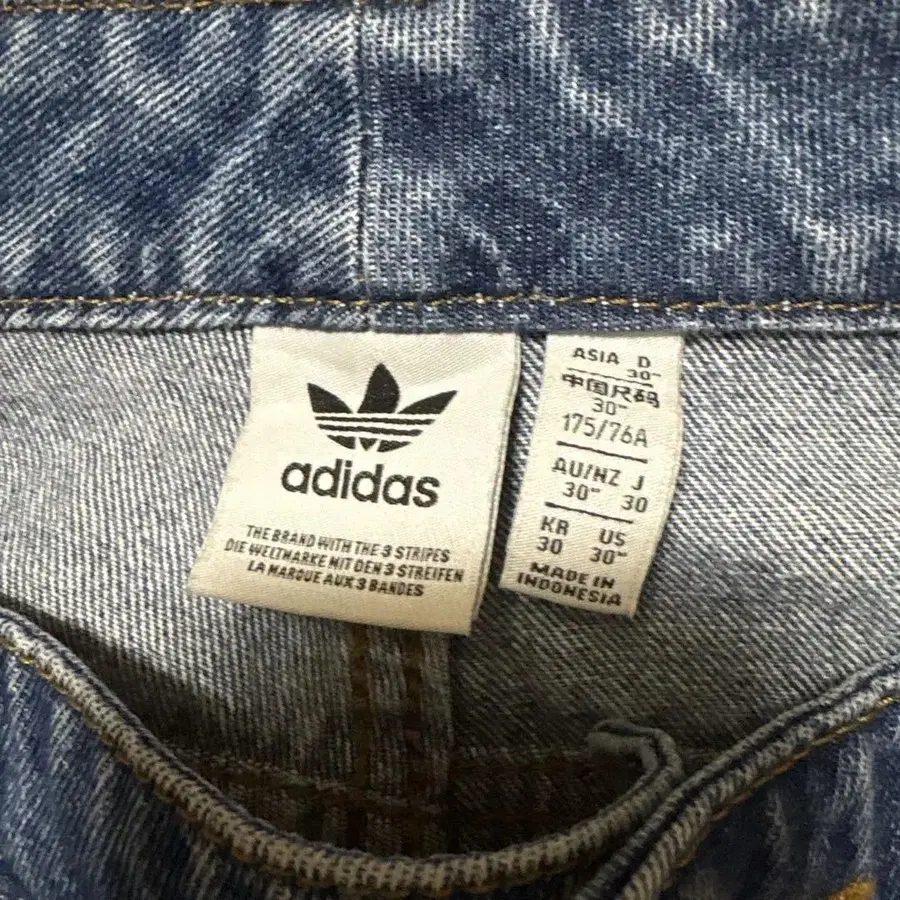 adidas
THE BRAND WITH THE 3 STRIPES
DIE WELTMARKE MIT DEN 3 STREIFEN
LA MARQUE AUX 3 BANDES
ASIA D
30"
中国尺码
30"
175/76A
AU/NZ J
30" 30
KR US
30 30"
MADE IN
INDONESIA